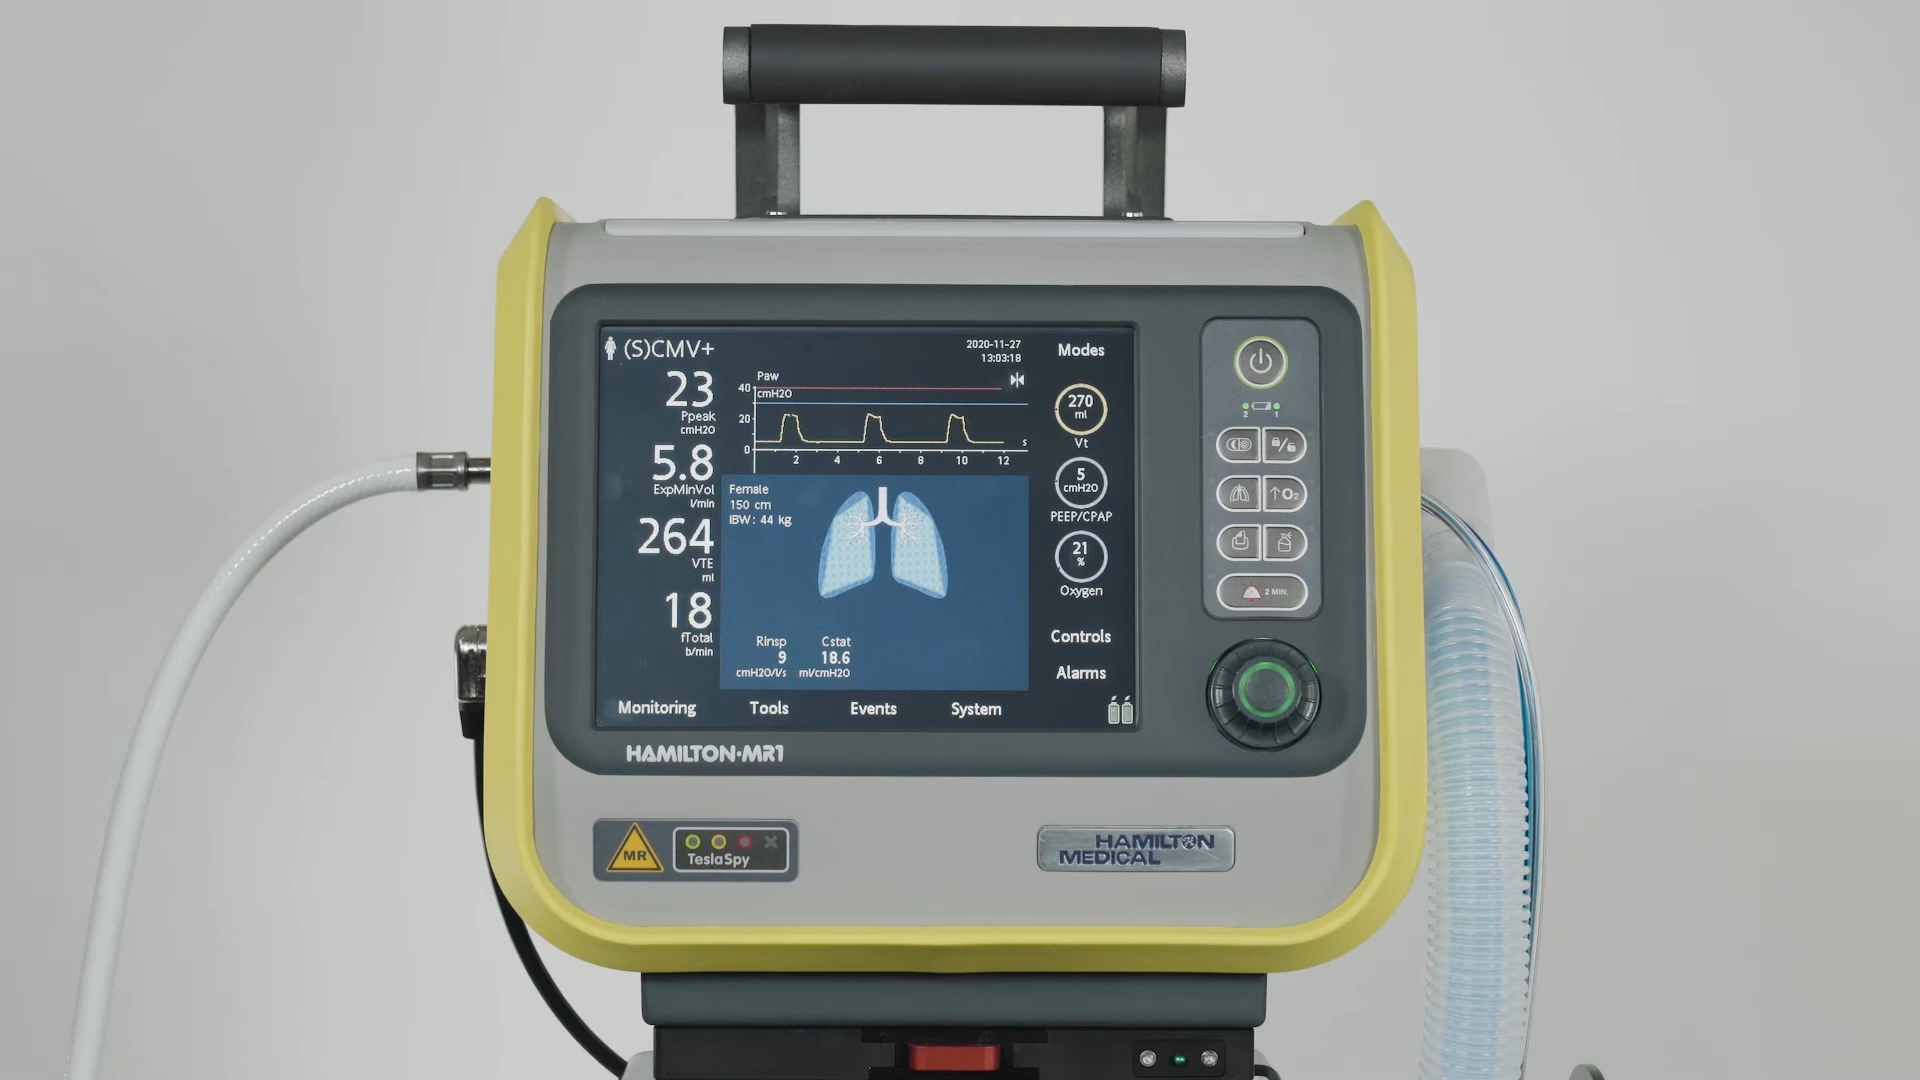 (S)CMV+
2020-11-27
13:03:18
Modes
23
Ppeak
cmH2O
Paw
cmH2O
40
20
0
2 4 6 8 10 12
s
270
ml
Vt
5.8
ExpMinVol
l/min
5
cmH2O
PEEP/CPAP
264
VTE
ml
Female
150 cm
IBW: 44 kg
21
%
Oxygen
18
fTotal
b/min
Rinsp
9
cmH2O/l/s
Cstat
18.6
ml/cmH2O
Controls
Alarms
Monitoring Tools Events System
2 1
O2
2 MIN.
HAMILTON·MR1
MR
TeslaSpy
HAMILTON
MEDICAL